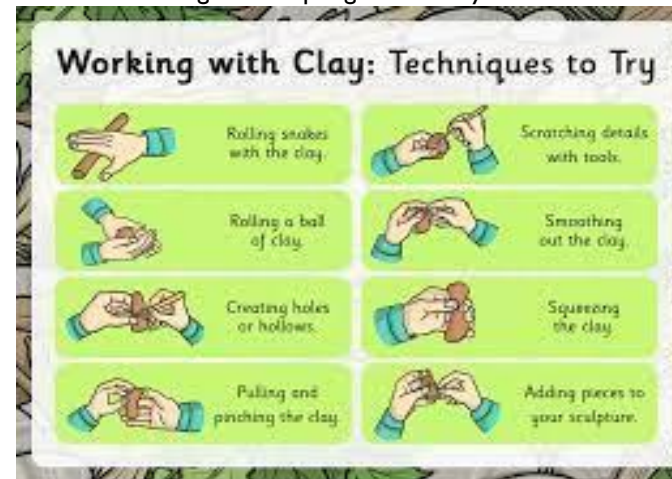 Working with Clay: Techniques to Try
Rolling snakes
with the clay.
Rolling a ball
of clay.
Creating holes
or hollows.
Pulling and
pinching the clay.
Scratching details
with tools.
Smoothing
out the clay.
Squeezing
the clay.
Adding pieces to
your sculpture.